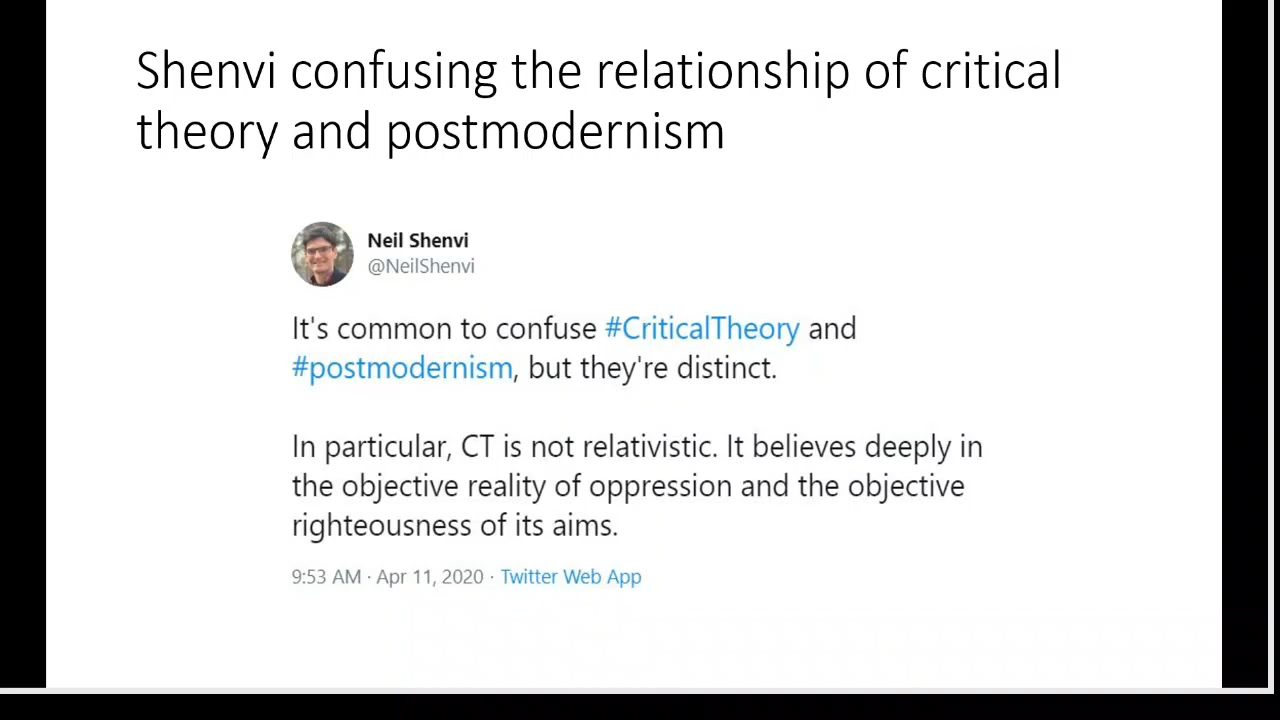 Shenvi confusing the relationship of critical
theory and postmodernism
Neil Shenvi
@NeilShenvi
It's common to confuse #CriticalTheory and
#postmodernism, but they're distinct.
In particular, CT is not relativistic. It believes deeply in
the objective reality of oppression and the objective
righteousness of its aims.
9:53 AM · Apr 11, 2020 · Twitter Web App